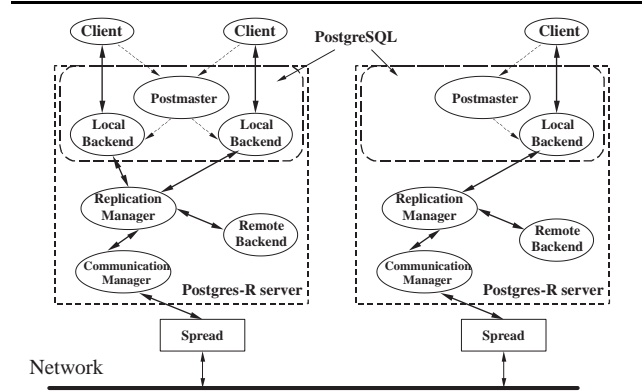 Client
Client
PostgreSQL
Client
Postmaster
Postmaster
Local
Backend
Local
Backend
Local
Backend
Replication
Manager
Replication
Manager
Remote
Backend
Remote
Backend
Communication
Manager
Communication
Manager
Postgres-R server
Postgres-R server
Spread
Spread
Network